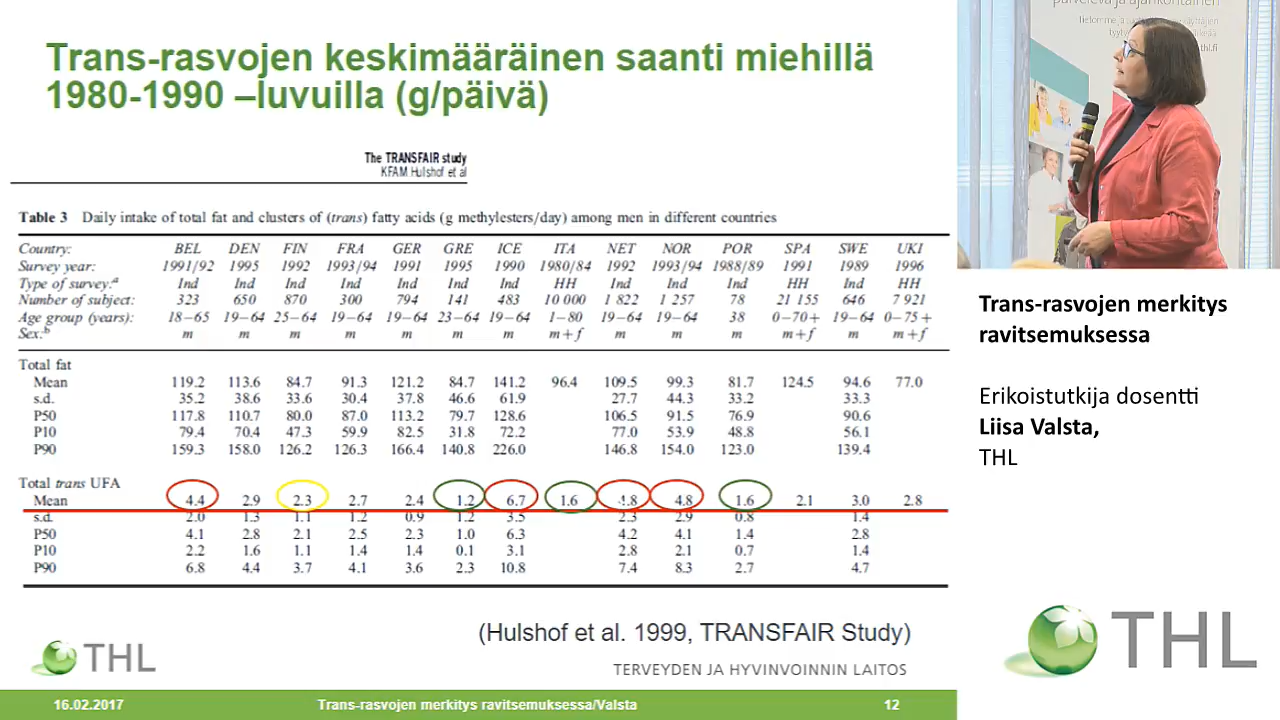 Trans-rasvojen keskimääräinen saanti miehillä
1980-1990 –luvuilla (g/päivä)
The TRANSFAIR study
KFAM Hulshof et al
Table 3 Daily intake of total fat and clusters of (trans) fatty acids (g methylesters/day) among men in different countries
Country: BEL DEN FIN FRA GER GRE ICE ITA NET NOR POR SPA SWE UKI
Survey year: 1991/92 1995 1992 1993/94 1991 1995 1990 1980/84 1992 1993/94 1988/89 1991 1989 1996
Type of survey:a Ind Ind Ind Ind Ind Ind Ind HH Ind Ind Ind HH Ind HH
Number of subject: 323 650 870 300 794 141 483 10 000 1 822 1 257 78 21 155 646 7 921
Age group (years): 18–65 19–64 25–64 19–64 19–64 23–64 19–64 1–80 19–64 19–64 38 0–70+ 19–64 0–75+
Sex:b m m m m m m m m+f m m m m+f m m+f
Total fat
Mean 119.2 113.6 84.7 91.3 121.2 84.7 141.2 96.4 109.5 99.3 81.7 124.5 94.6 77.0
s.d. 35.2 38.6 33.6 30.4 37.8 46.6 61.9 27.7 44.3 33.2 33.3
P50 117.8 110.7 80.0 87.0 113.2 79.7 128.6 106.5 91.5 76.9 90.6
P10 79.4 70.4 47.3 59.9 82.5 31.8 72.2 77.0 53.9 48.8 56.1
P90 159.3 158.0 126.2 126.3 166.4 140.8 226.0 146.8 154.0 123.0 139.4
Total trans UFA
Mean 4.4 2.9 2.3 2.7 2.4 1.2 6.7 1.6 4.8 4.8 1.6 2.1 3.0 2.8
s.d. 2.0 1.3 1.1 1.2 0.9 1.2 3.5 2.3 2.9 0.8 1.4
P50 4.1 2.8 2.1 2.5 2.3 1.0 6.3 4.2 4.1 1.4 2.8
P10 2.2 1.6 1.1 1.4 1.4 0.1 3.1 2.8 2.1 0.7 1.4
P90 6.8 4.4 3.7 4.1 3.6 2.3 10.8 7.4 8.3 2.7 4.7
(Hulshof et al. 1999, TRANSFAIR Study)
THL
TERVEYDEN JA HYVINVOINNIN LAITOS
16.02.2017 Trans-rasvojen merkitys ravitsemuksessa/Valsta 12
palveleva ja ajankohtainen
Trans-rasvojen merkitys
ravitsemuksessa
Erikoistutkija dosentti
Liisa Valsta,
THL
THL